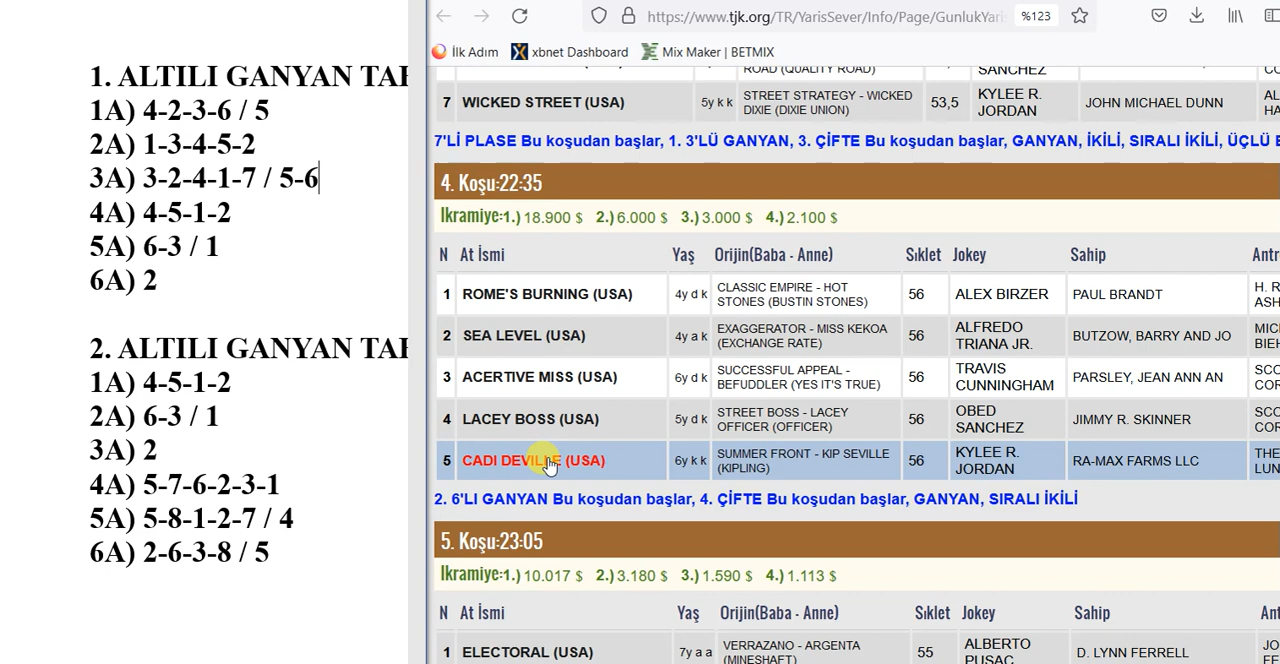 1. ALTILI GANYAN
1A) 4-2-3-6 / 5
2A) 1-3-4-5-2
3A) 3-2-4-1-7 / 5-6
4A) 4-5-1-2
5A) 6-3 / 1
6A) 2
2. ALTILI GANYAN
1A) 4-5-1-2
2A) 6-3 / 1
3A) 2
4A) 5-7-6-2-3-1
5A) 5-8-1-2-7 / 4
6A) 2-6-3-8 / 5
https://www.tjk.org/TR/YarisSever/Info/Page/GunlukYaris %123
İlk Adım xbnet Dashboard Mix Maker | BETMIX
ROAD (QUALITY ROAD) SANCHEZ
7 WICKED STREET (USA) 5y k k STREET STRATEGY - WICKED DIXIE (DIXIE UNION) 53,5 KYLEE R. JORDAN JOHN MICHAEL DUNN
7'Lİ PLASE Bu koşudan başlar, 1. 3'LÜ GANYAN, 3. ÇİFTE Bu koşudan başlar, GANYAN, İKİLİ, SIRALI İKİLİ, ÜÇLÜ
4. Koşu:22:35
İkramiye:1.) 18.900 $ 2.) 6.000 $ 3.) 3.000 $ 4.) 2.100 $
N At İsmi Yaş Orijin(Baba - Anne) Sıklet Jokey Sahip Antr
1 ROME'S BURNING (USA) 4y d k CLASSIC EMPIRE - HOT STONES (BUSTIN STONES) 56 ALEX BIRZER PAUL BRANDT H. R
2 SEA LEVEL (USA) 4y a k EXAGGERATOR - MISS KEKOA (EXCHANGE RATE) 56 ALFREDO TRIANA JR. BUTZOW, BARRY AND JO
3 ACERTIVE MISS (USA) 6y d k SUCCESSFUL APPEAL - BEFUDDLER (YES IT'S TRUE) 56 TRAVIS CUNNINGHAM PARSLEY, JEAN ANN AN
4 LACEY BOSS (USA) 5y d k STREET BOSS - LACEY OFFICER (OFFICER) 56 OBED SANCHEZ JIMMY R. SKINNER
5 CADI DEVILLE (USA) 6y k k SUMMER FRONT - KIP SEVILLE (KIPLING) 56 KYLEE R. JORDAN RA-MAX FARMS LLC THE
2. 6'LI GANYAN Bu koşudan başlar, 4. ÇİFTE Bu koşudan başlar, GANYAN, SIRALI İKİLİ
5. Koşu:23:05
İkramiye:1.) 10.017 $ 2.) 3.180 $ 3.) 1.590 $ 4.) 1.113 $
N At İsmi Yaş Orijin(Baba - Anne) Sıklet Jokey Sahip Ant
1 ELECTORAL (USA) 7y a a VERRAZANO - ARGENTA (MINESHAFT) 55 ALBERTO PUSAC D. LYNN FERRELL